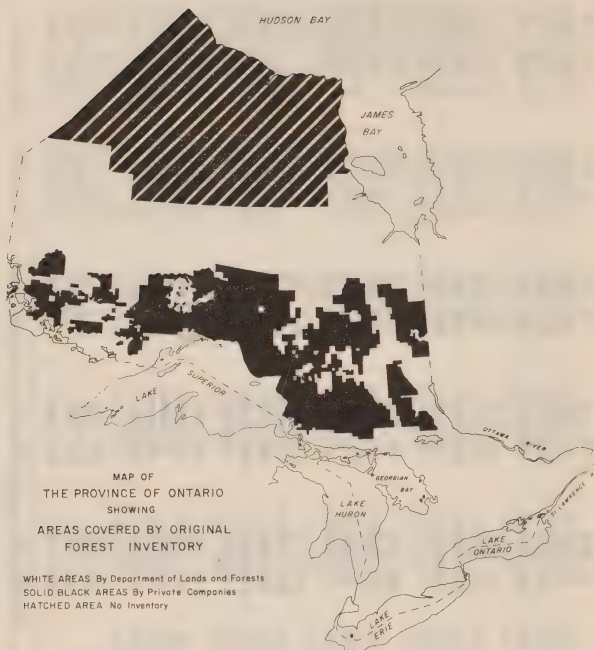 HUDSON BAY
JAMES
BAY
LAKE
SUPERIOR
OTTAWA RIVER
GEORGIAN
BAY
LAKE
HURON
ST. LAWRENCE
LAKE
ONTARIO
LAKE
ERIE
MAP OF
THE PROVINCE OF ONTARIO
SHOWING
AREAS COVERED BY ORIGINAL
FOREST INVENTORY
WHITE AREAS By Department of Lands and Forests
SOLID BLACK AREAS By Private Companies
HATCHED AREA No Inventory